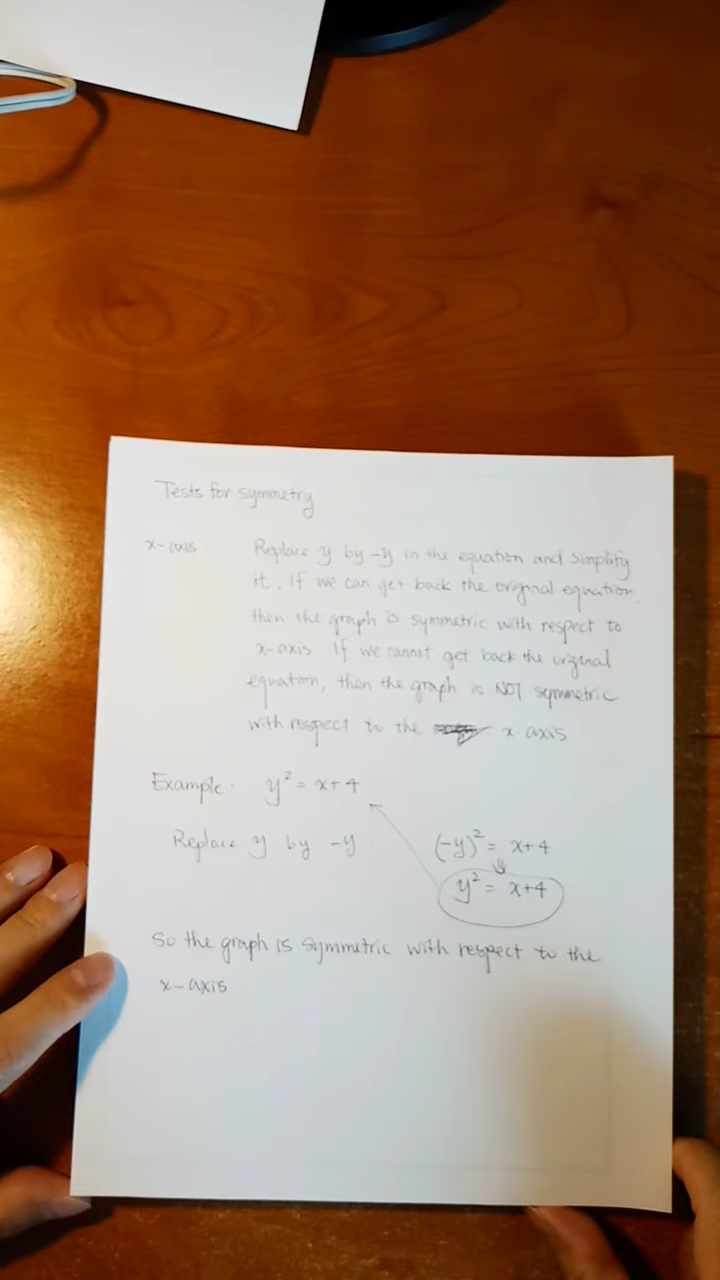 Tests for symmetry
x-axis: Replace y by -y in the equation and simplify
it. If we can get back the original equation,
then the graph is symmetric with respect to
x-axis If we cannot get back the original
equation, then the graph is NOT symmetric
with respect to the x-axis
Example: y² = x+4
Replace y by -y (-y)² = x+4
y² = x+4
So the graph is symmetric with respect to the
x-axis